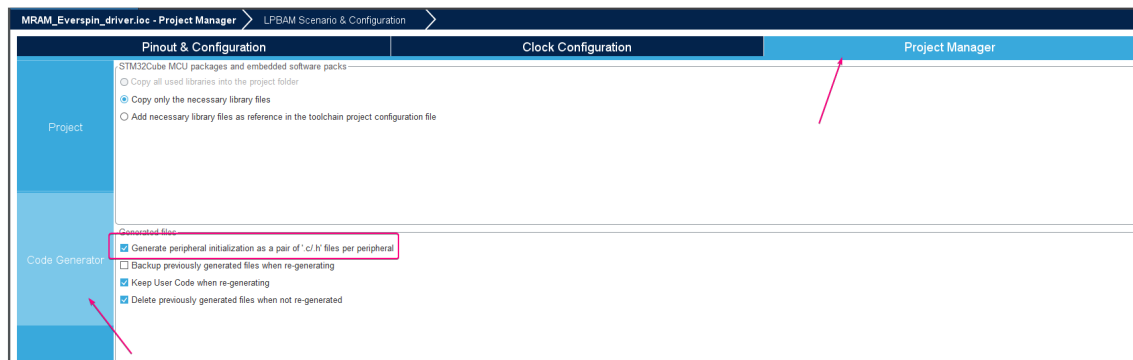 MRAM_Everspin_driver.ioc - Project Manager
LPBAM Scenario & Configuration
Pinout & Configuration
Clock Configuration
Project Manager
STM32Cube MCU packages and embedded software packs
Copy all used libraries into the project folder
Copy only the necessary library files
Add necessary library files as reference in the toolchain project configuration file
Project
Generated files
Generate peripheral initialization as a pair of '.c/.h' files per peripheral
Backup previously generated files when re-generating
Code Generator
Keep User Code when re-generating
Delete previously generated files when not re-generated